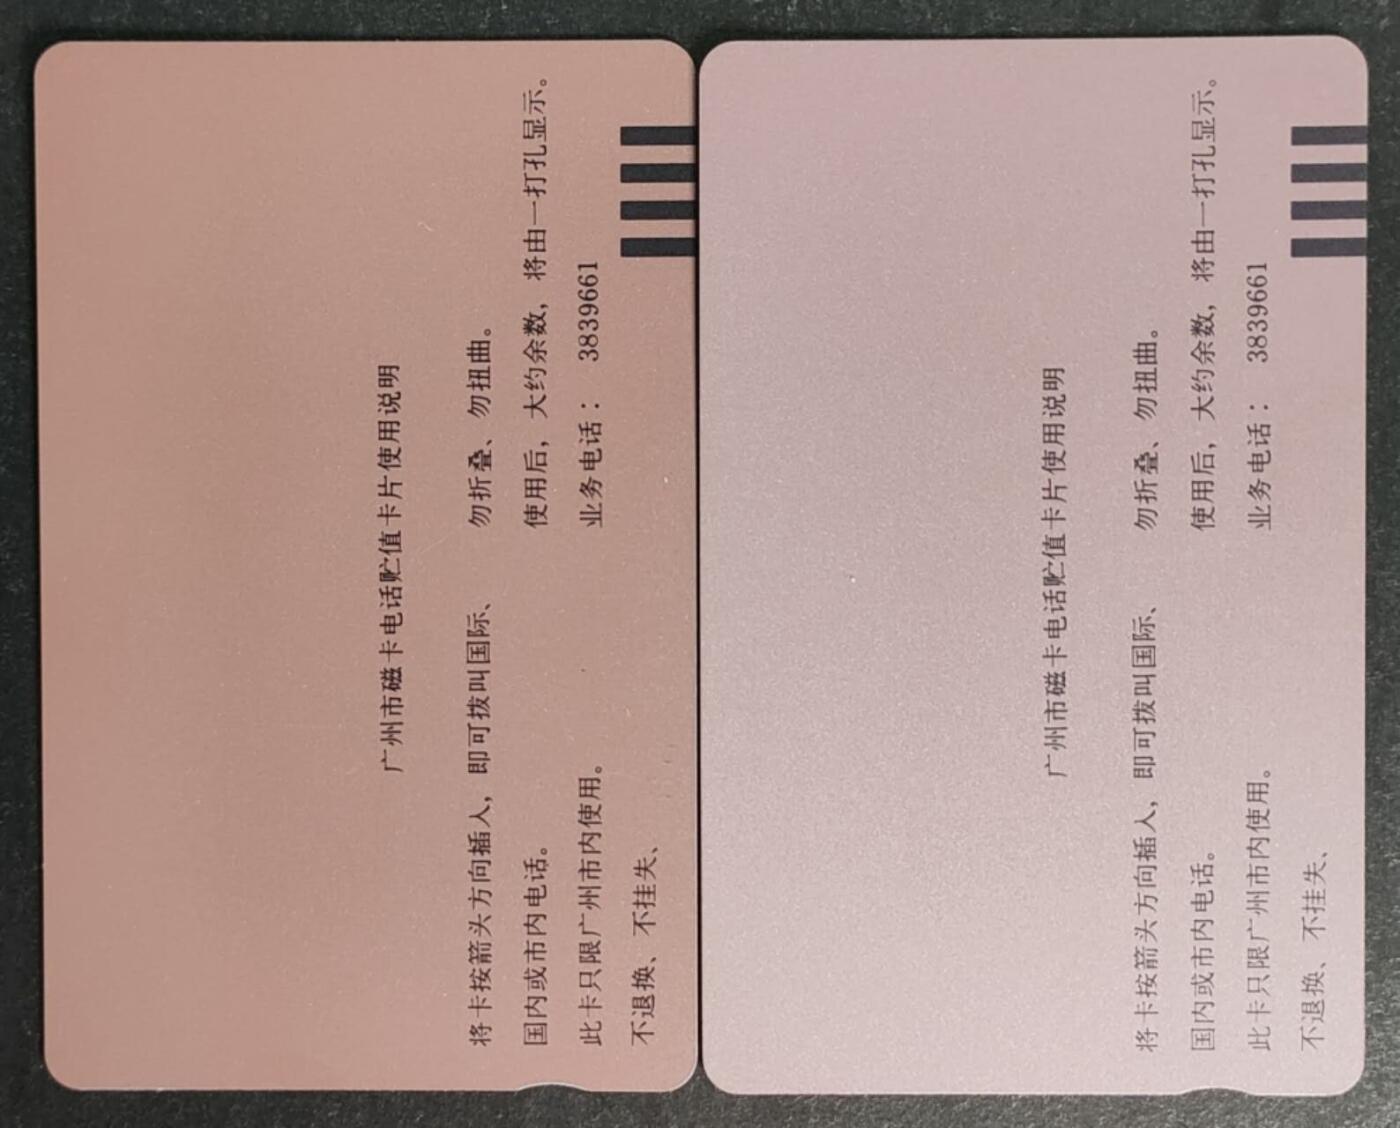 广州市磁卡电话贮值卡片使用说明
将卡按箭头方向插入，即可拨叫国际、
国内或市内电话。
此卡只限广州市内使用。
不退换、不挂失、
勿折叠、勿扭曲。
使用后，大约余数，将由一打孔显示。
业务电话： 3839661
广州市磁卡电话贮值卡片使用说明
将卡按箭头方向插入，即可拨叫国际、
国内或市内电话。
此卡只限广州市内使用。
不退换、不挂失、
勿折叠、勿扭曲。
使用后，大约余数，将由一打孔显示。
业务电话： 3839661